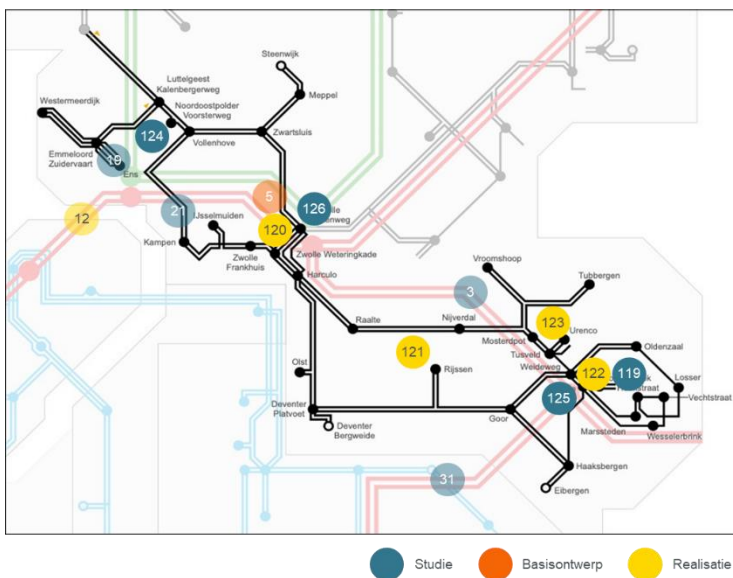 Steenwijk
Luttelgeest
Kalenbergerweg
Meppel
Westermeerdijk
Noordoostpolder
Voorsterweg
124
Vollenhove
Zwartsluis
Emmeloord
Zuidervaart
19
Ens
5
126
12
21
IJsselmuiden
120
Kampen
Zwolle
Frankhuis
Zwolle Weteringkade
Harculo
Vroomshoop
Tubbergen
3
Raalte
Nijverdal
123
Urenco
Mosterdpot
Tusveld
Weideweg
Oldenzaal
121
Olst
Rijssen
122
119
Losser
Vechtstraat
125
Deventer
Platvoet
Deventer
Bergweide
Goor
Marssteden
Wesselerbrink
Haaksbergen
31
Eibergen
Studie
Basisontwerp
Realisatie